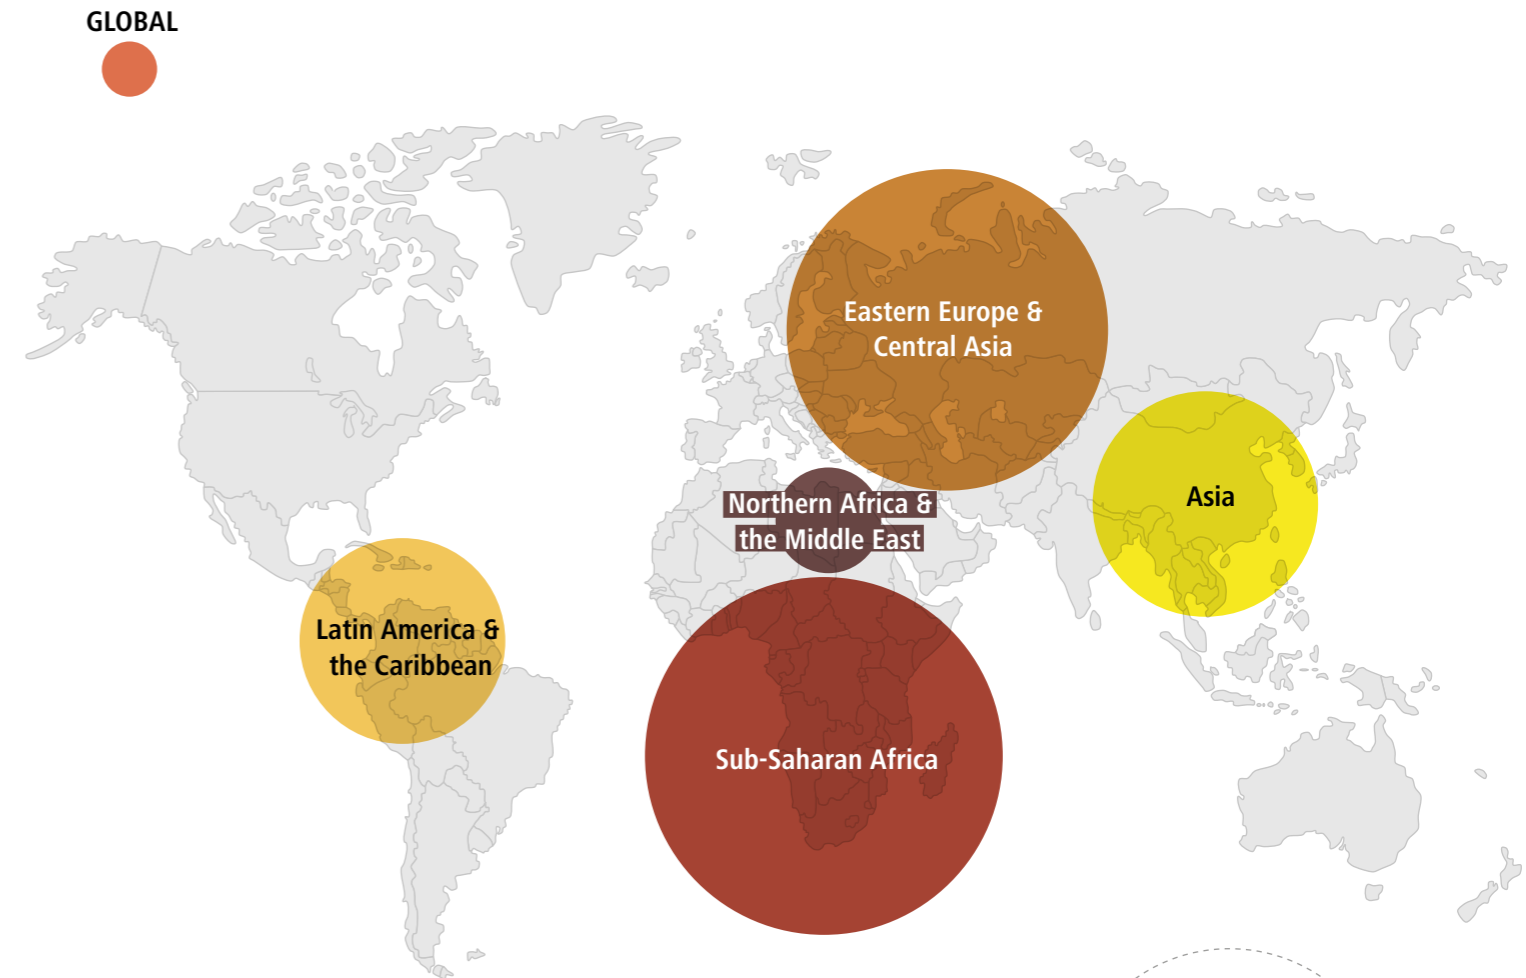 GLOBAL
Eastern Europe &
Central Asia
Asia
Northern Africa &
the Middle East
Latin America &
the Caribbean
Sub-Saharan Africa